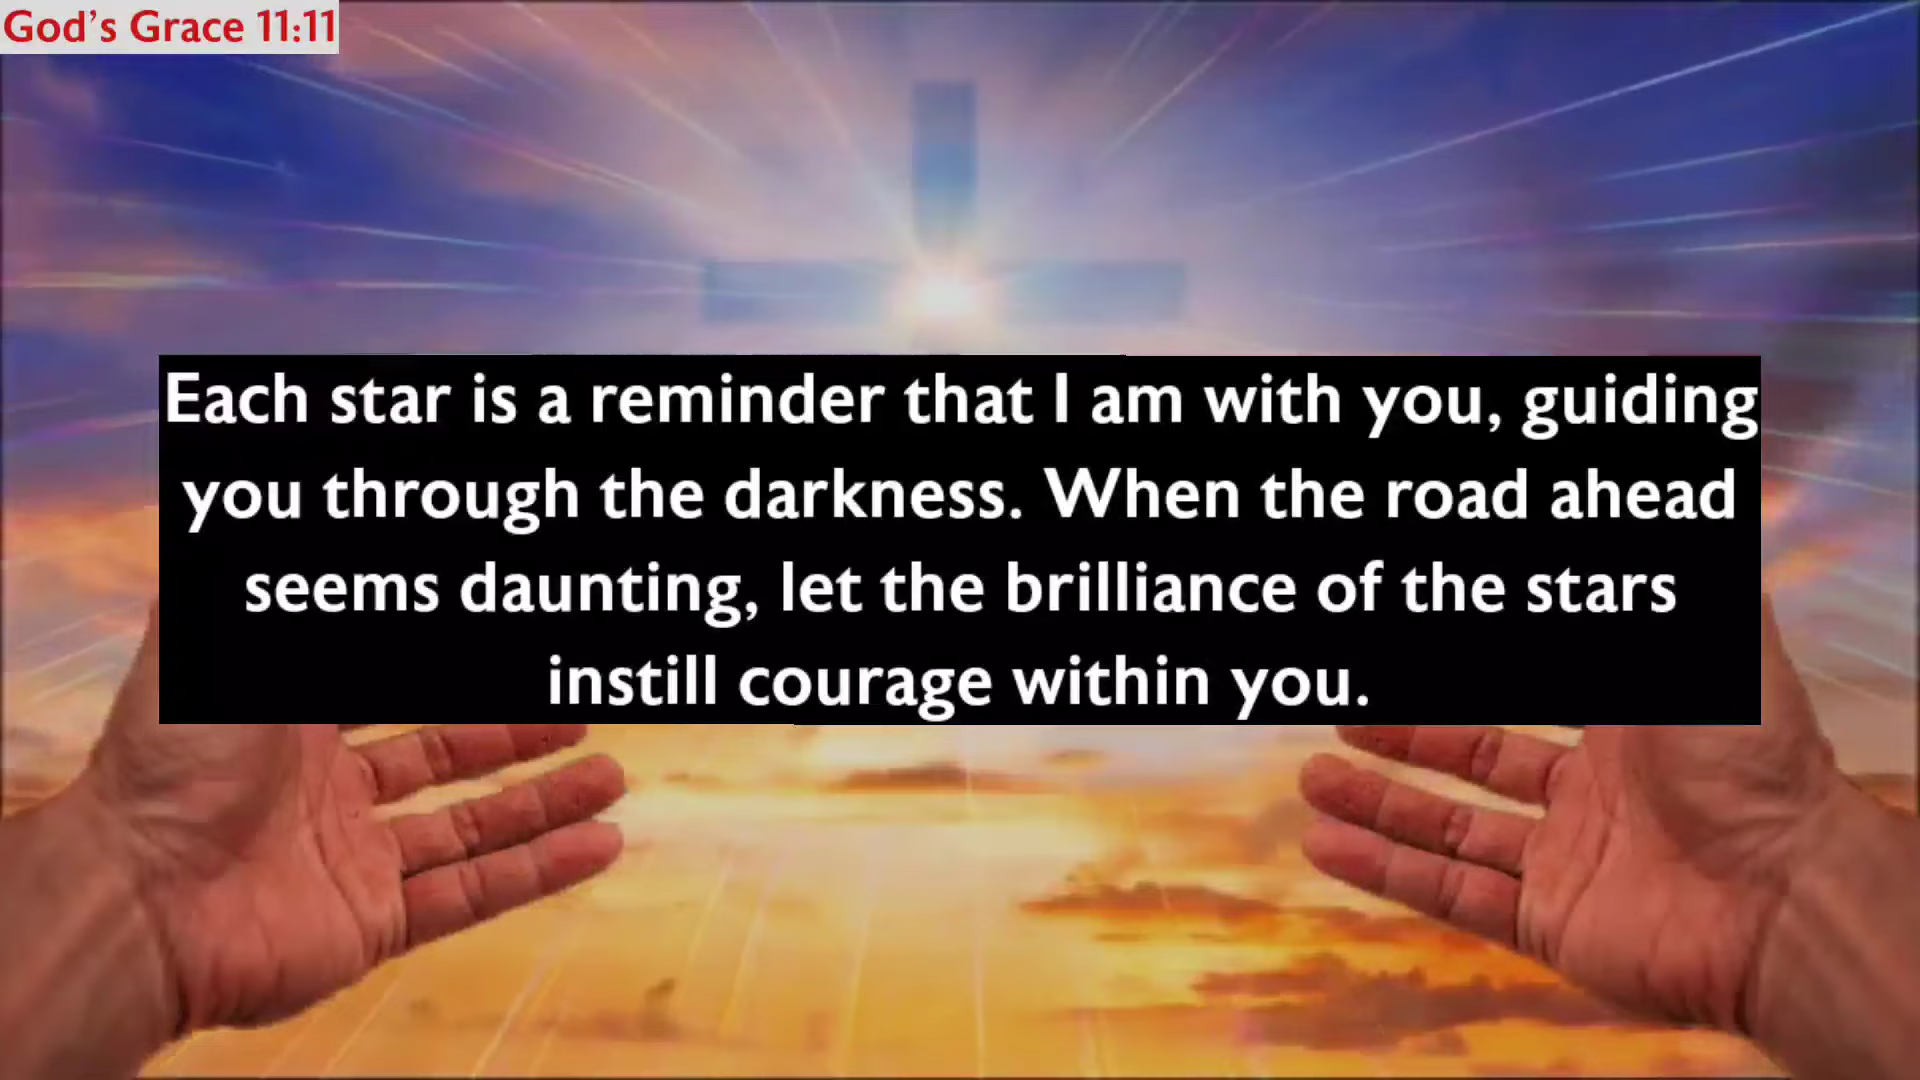 God’s Grace 11:11
Each star is a reminder that I am with you, guiding
you through the darkness. When the road ahead
seems daunting, let the brilliance of the stars
instill courage within you.